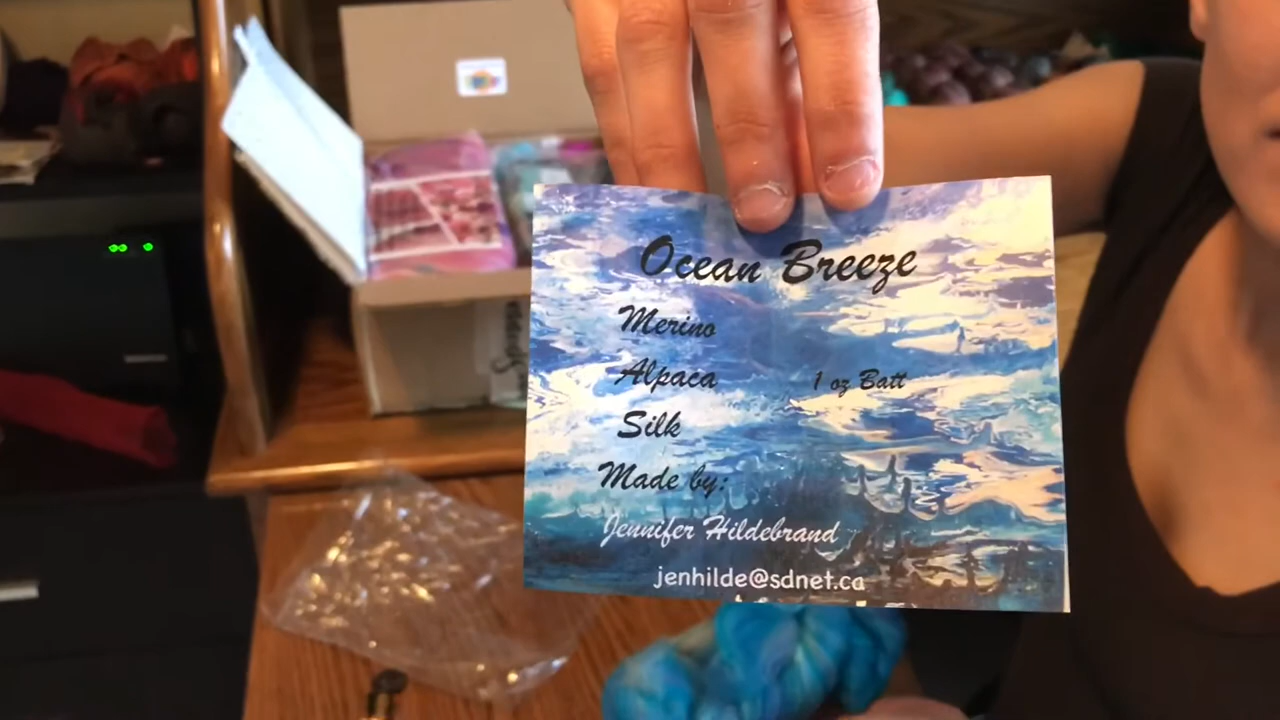 Ocean Breeze
Merino
Alpaca
1 oz Batt
Silk
Made by:
Jennifer Hildebrand
jenhilde@sdnet.ca